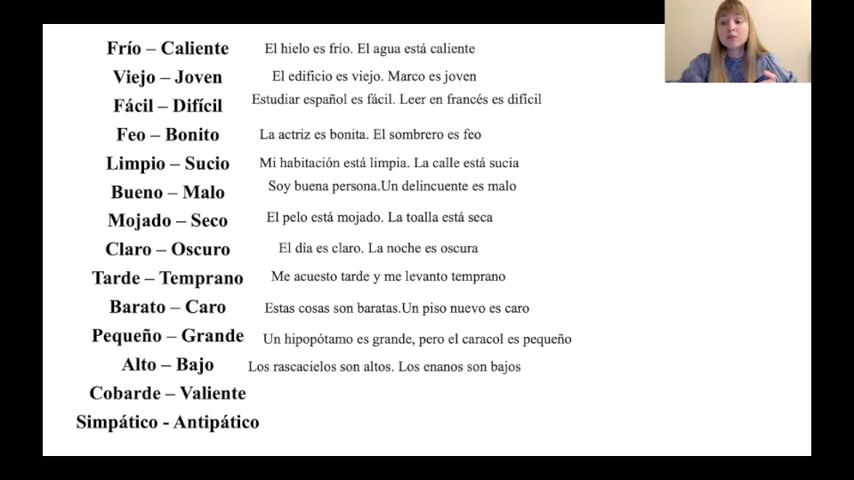 Frío – Caliente El hielo es frío. El agua está caliente
Viejo – Joven El edificio es viejo. Marco es joven
Fácil – Difícil Estudiar español es fácil. Leer en francés es difícil
Feo – Bonito La actriz es bonita. El sombrero es feo
Limpio – Sucio Mi habitación está limpia. La calle está sucia
Bueno – Malo Soy buena persona.Un delincuente es malo
Mojado – Seco El pelo está mojado. La toalla está seca
Claro – Oscuro El día es claro. La noche es oscura
Tarde – Temprano Me acuesto tarde y me levanto temprano
Barato – Caro Estas cosas son baratas.Un piso nuevo es caro
Pequeño – Grande Un hipopótamo es grande, pero el caracol es pequeño
Alto – Bajo Los rascacielos son altos. Los enanos son bajos
Cobarde – Valiente
Simpático - Antipático